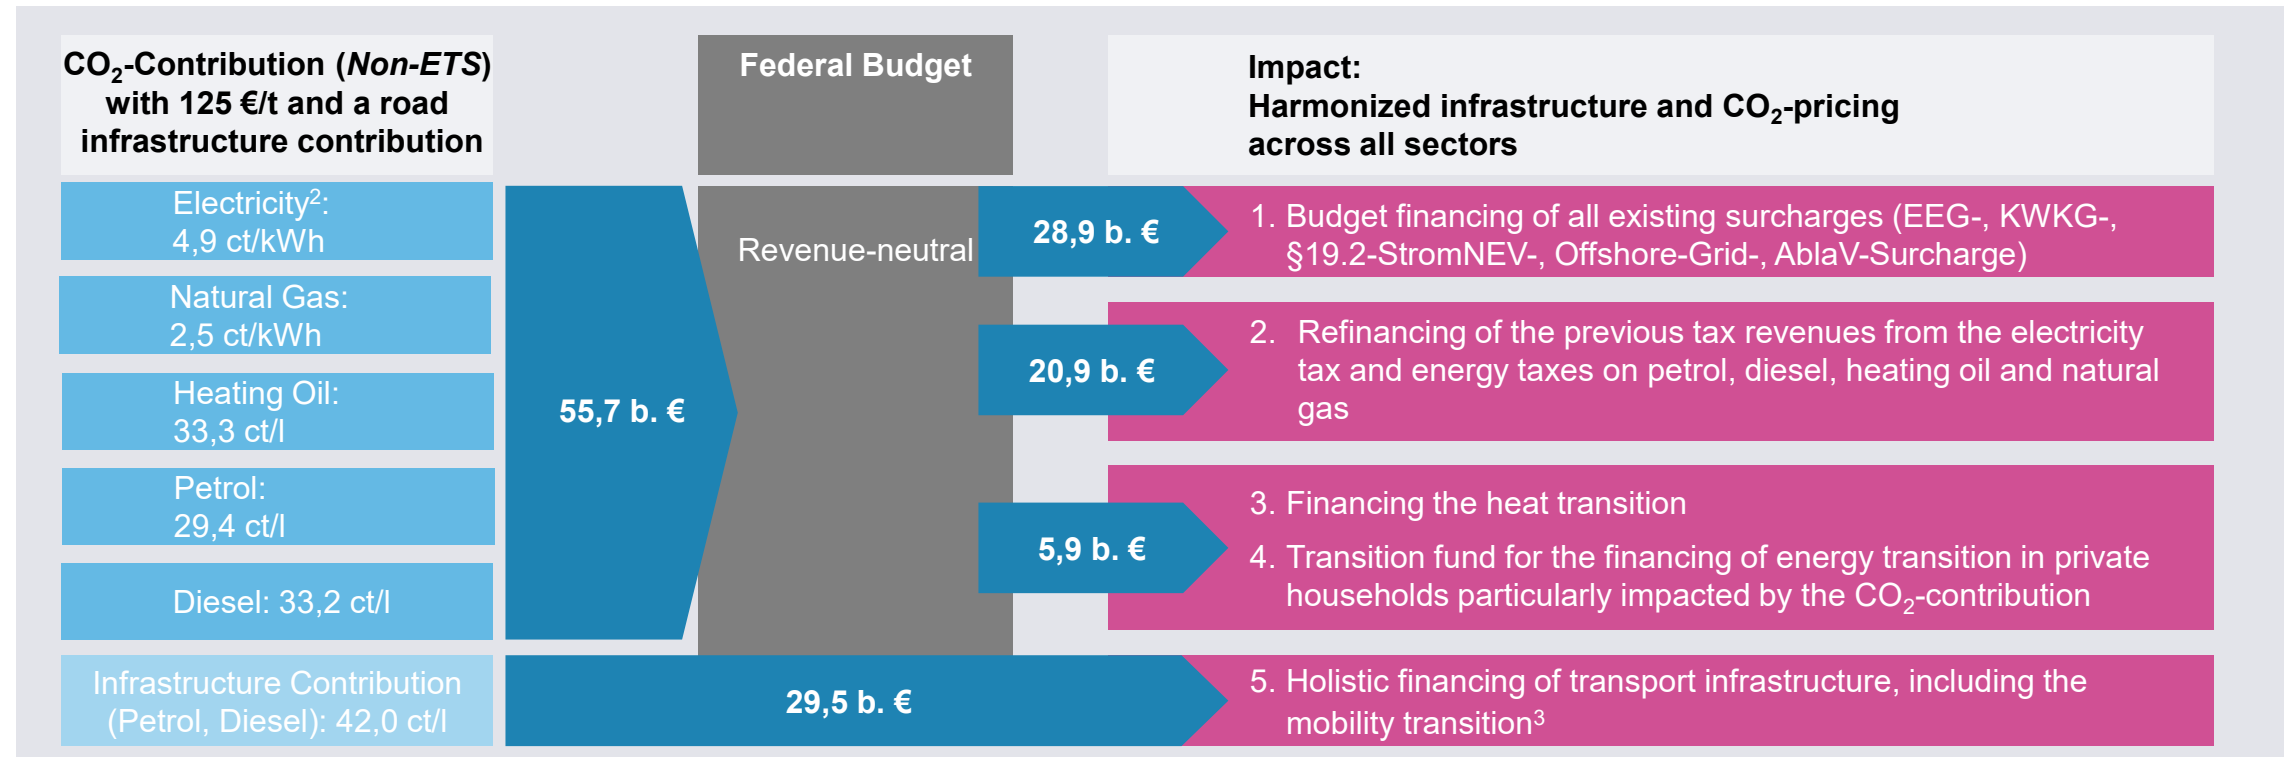 CO₂-Contribution (Non-ETS)
with 125 €/t and a road
infrastructure contribution
Federal Budget
Impact:
Harmonized infrastructure and CO₂-pricing
across all sectors
Electricity²:
4,9 ct/kWh
Natural Gas:
2,5 ct/kWh
Heating Oil:
33,3 ct/l
Petrol:
29,4 ct/l
Diesel: 33,2 ct/l
Infrastructure Contribution
(Petrol, Diesel): 42,0 ct/l
55,7 b. €
Revenue-neutral
28,9 b. €
1. Budget financing of all existing surcharges (EEG-, KWKG-,
§19.2-StromNEV-, Offshore-Grid-, AblaV-Surcharge)
20,9 b. €
2. Refinancing of the previous tax revenues from the electricity
tax and energy taxes on petrol, diesel, heating oil and natural
gas
5,9 b. €
3. Financing the heat transition
4. Transition fund for the financing of energy transition in private
households particularly impacted by the CO₂-contribution
29,5 b. €
5. Holistic financing of transport infrastructure, including the
mobility transition³